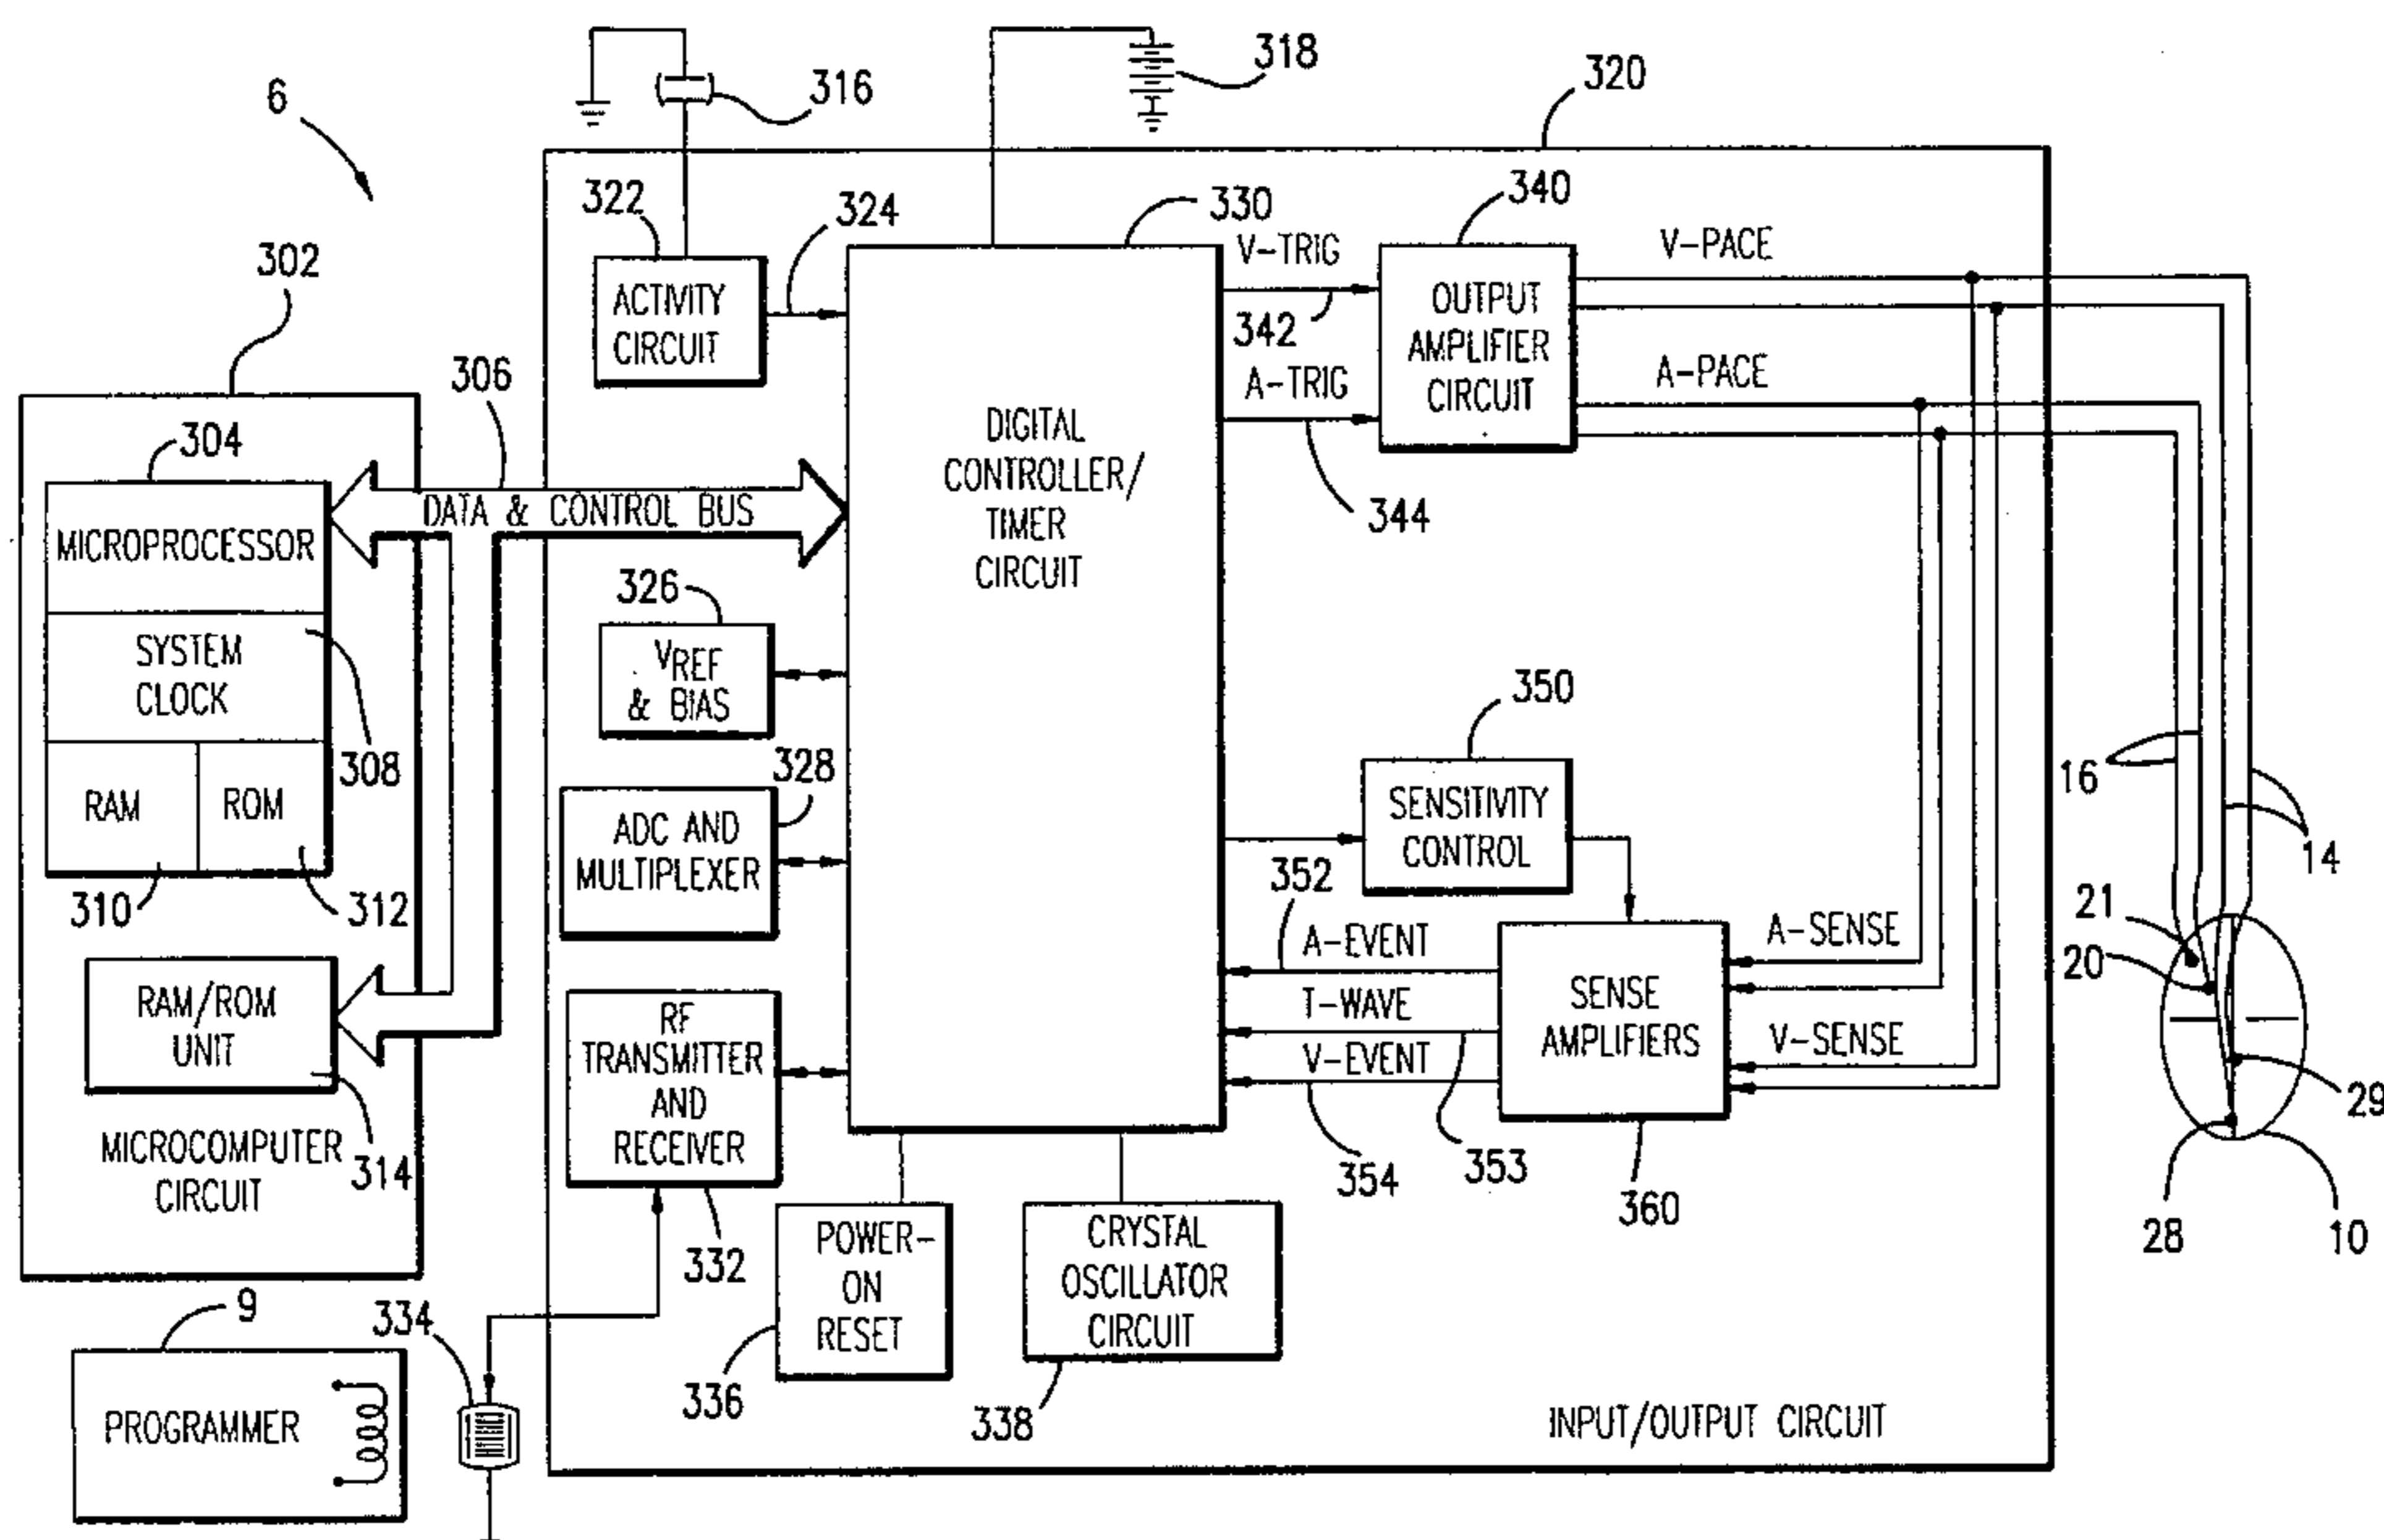 318
316
320
6
322
324
330
340
302
V-TRIG
V-PACE
ACTIVITY
CIRCUIT
OUTPUT
AMPLIFIER
CIRCUIT
342
306
A-TRIG
A-PACE
304
DIGITAL
CONTROLLER/
TIMER
CIRCUIT
344
DATA & CONTROL BUS
MICROPROCESSOR
326
SYSTEM
CLOCK
VREF
& BIAS
350
308
328
16
RAM
ROM
ADC AND
MULTIPLEXER
SENSITIVITY
CONTROL
14
352
310
312
21
A-EVENT
A-SENSE
20
RAM/ROM
UNIT
RF
TRANSMITTER
AND
RECEIVER
T-WAVE
SENSE
AMPLIFIERS
V-EVENT
V-SENSE
29
MICROCOMPUTER
CIRCUIT
314
354
353
360
28
10
332
POWER-
ON
RESET
CRYSTAL
OSCILLATOR
CIRCUIT
9
334
336
338
PROGRAMMER
INPUT/OUTPUT CIRCUIT